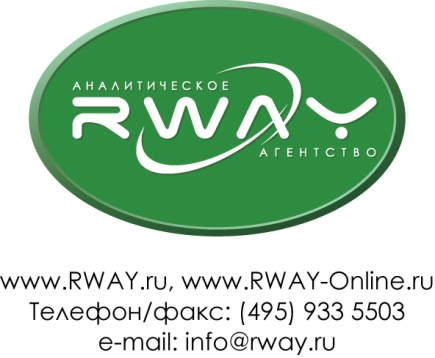 АНАЛИТИЧЕСКОЕ
RWAY
АГЕНТСТВО
www.RWAY.ru, www.RWAY-Online.ru
Телефон/факс: (495) 933 5503
e-mail: info@rway.ru